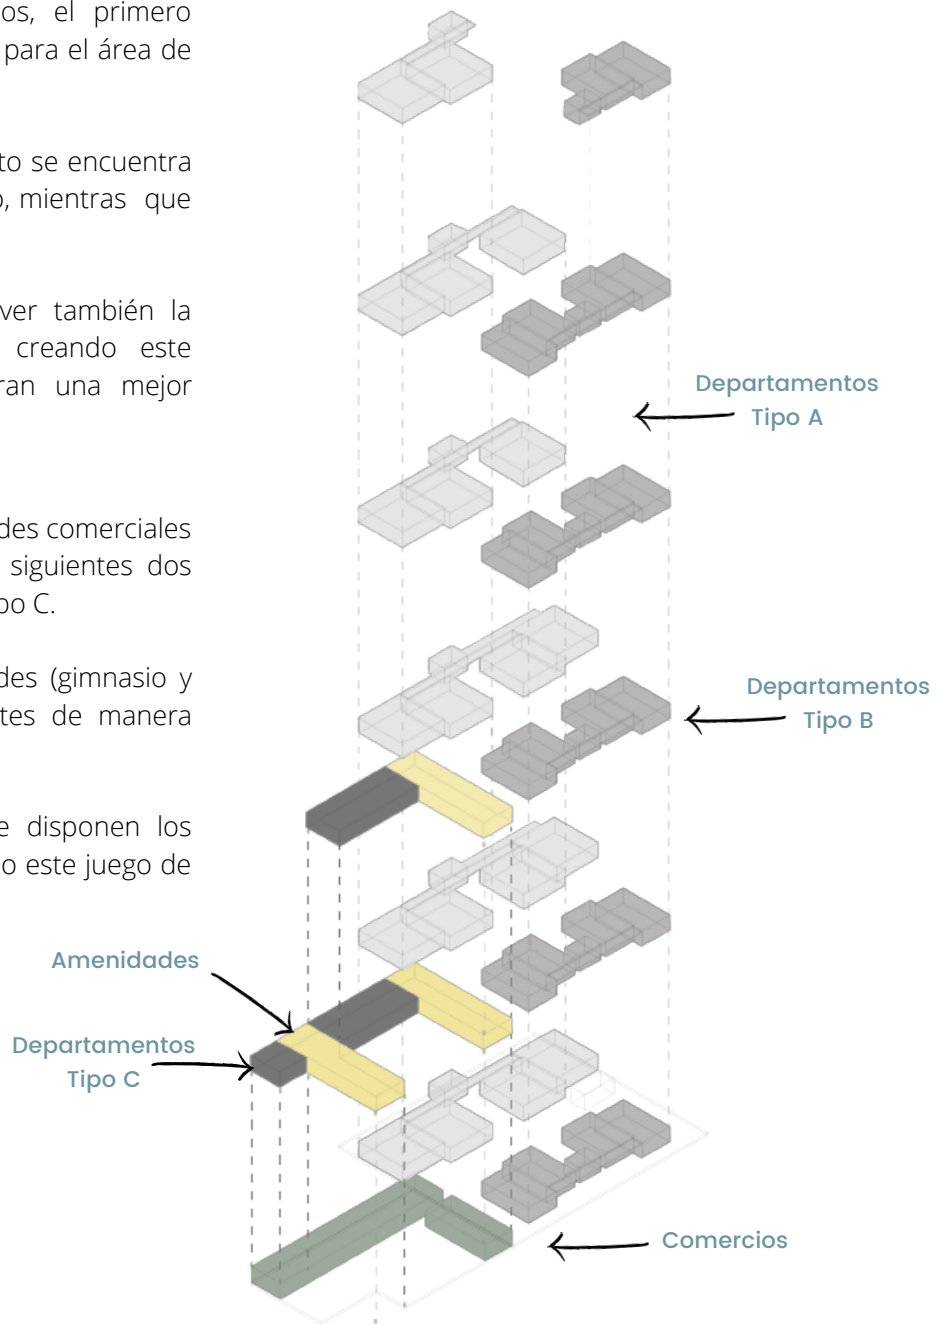 os, el primero
para el área de
to se encuentra
o, mientras que
ver también la
creando este
ran una mejor
des comerciales
siguientes dos
po C.
des (gimnasio y
tes de manera
e disponen los
o este juego de
Departamentos
Tipo A
Departamentos
Tipo B
Amenidades
Departamentos
Tipo C
Comercios